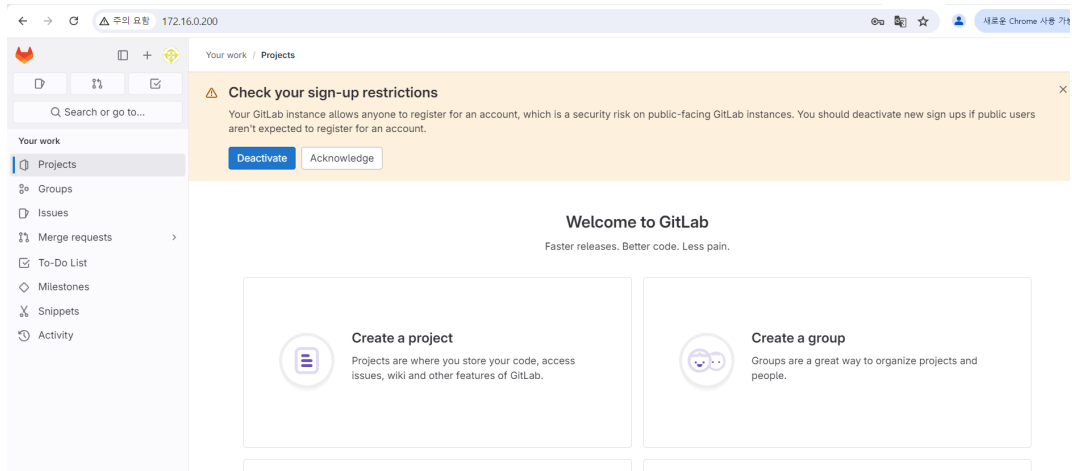 주의 요함 172.16.0.200
새로운 Chrome 사용 가능
Your work / Projects
Search or go to...
Your work
Projects
Groups
Issues
Merge requests
To-Do List
Milestones
Snippets
Activity
Check your sign-up restrictions
Your GitLab instance allows anyone to register for an account, which is a security risk on public-facing GitLab instances. You should deactivate new sign ups if public users
aren't expected to register for an account.
Deactivate Acknowledge
Welcome to GitLab
Faster releases. Better code. Less pain.
Create a project
Projects are where you store your code, access
issues, wiki and other features of GitLab.
Create a group
Groups are a great way to organize projects and
people.